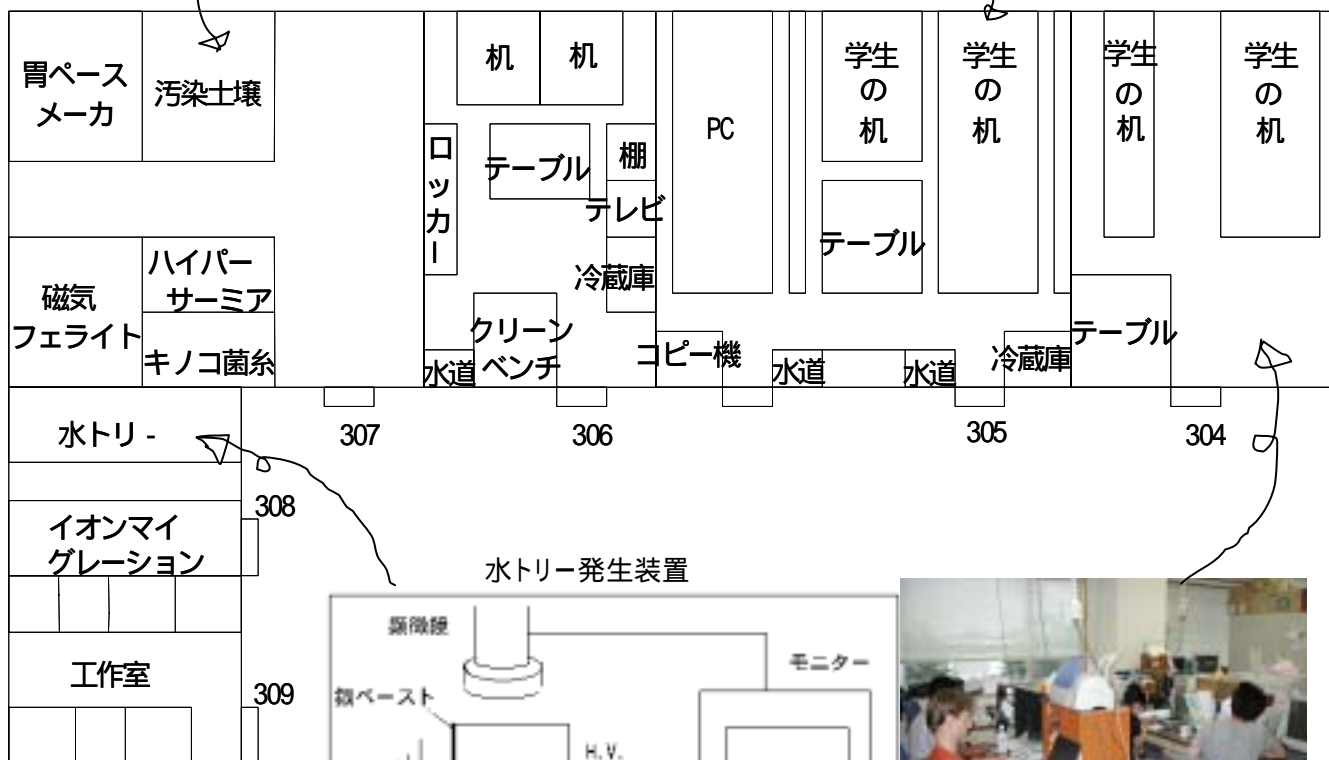 胃ペース
メーカ
汚染土壌
机
机
ロッカー
テーブル
棚
テレビ
冷蔵庫
クリーン
ベンチ
水道
PC
コピー機
学生
の
机
テーブル
水道
水道
学生
の
机
冷蔵庫
学生
の
机
テーブル
学生
の
机
磁気
フェライト
ハイパー
サーミア
キノコ菌糸
307
306
305
304
水トリ-
308
イオンマイ
グレーション
工作室
309
水トリー発生装置
顕微鏡
モニター
銀ペースト
H.V.